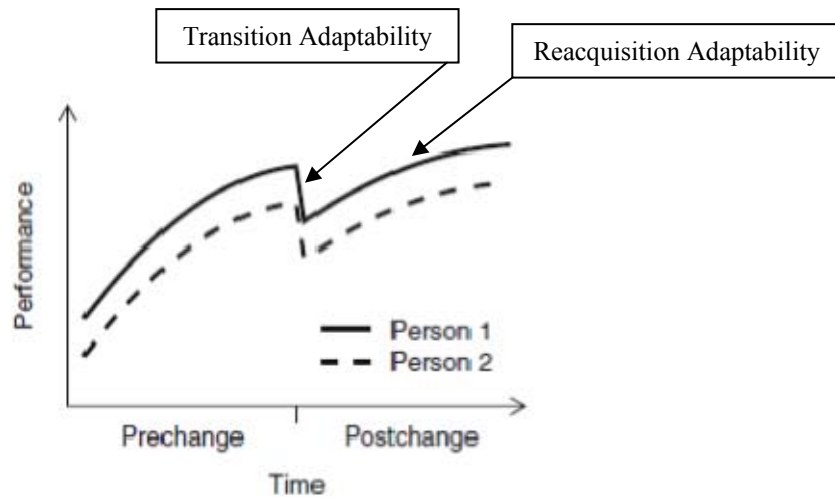 Transition Adaptability
Reacquisition Adaptability
Performance
Person 1
Person 2
Prechange
Postchange
Time